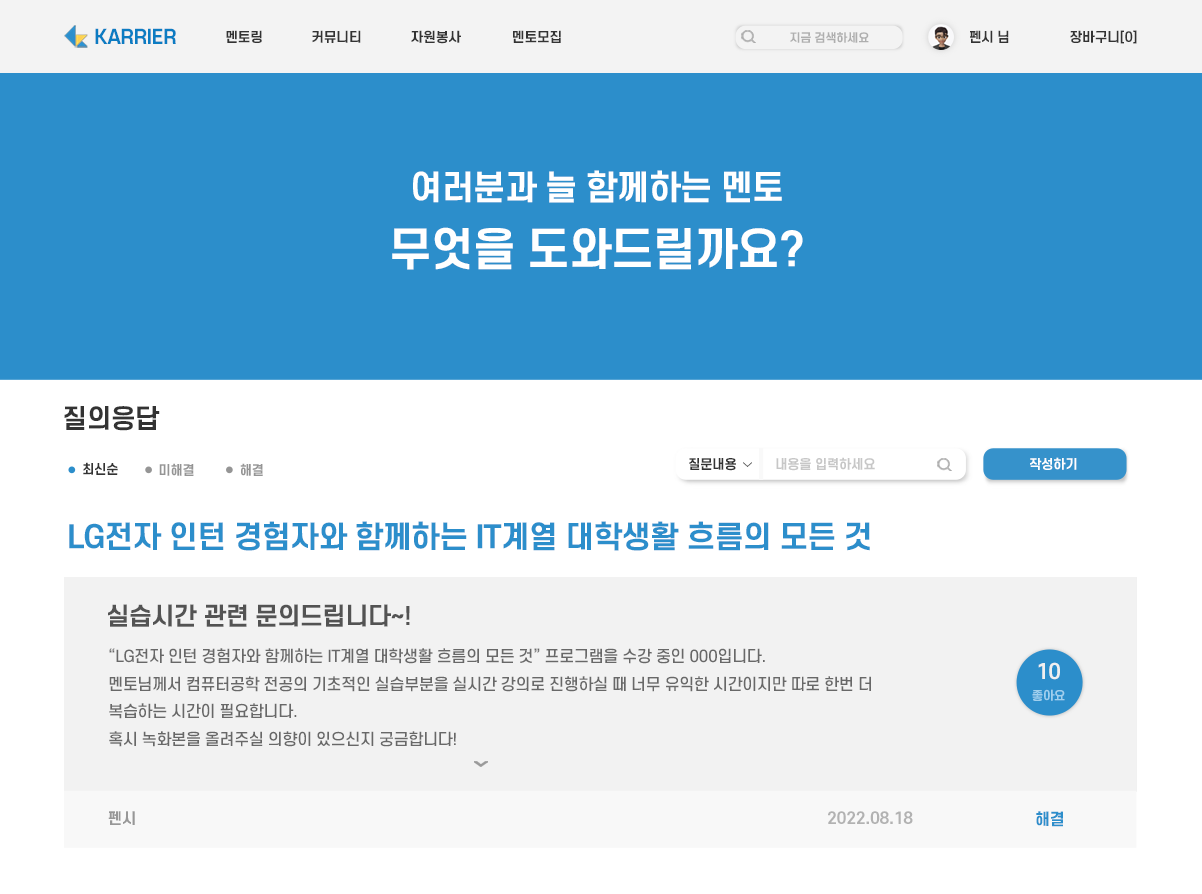 KARRIER 멘토링 커뮤니티 자원봉사 멘토모집 지금 검색하세요 펜시 님 장바구니[0]
여러분과 늘 함께하는 멘토
무엇을 도와드릴까요?
질의응답
최신순 미해결 해결 질문내용 내용을 입력하세요 작성하기
LG전자 인턴 경험자와 함께하는 IT계열 대학생활 흐름의 모든 것
실습시간 관련 문의드립니다~!
“LG전자 인턴 경험자와 함께하는 IT계열 대학생활 흐름의 모든 것” 프로그램을 수강 중인 000입니다.
멘토님께서 컴퓨터공학 전공의 기초적인 실습부분을 실시간 강의로 진행하실 때 너무 유익한 시간이지만 따로 한번 더
복습하는 시간이 필요합니다.
혹시 녹화본을 올려주실 의향이 있으신지 궁금합니다!
10
좋아요
펜시 2022.08.18 해결